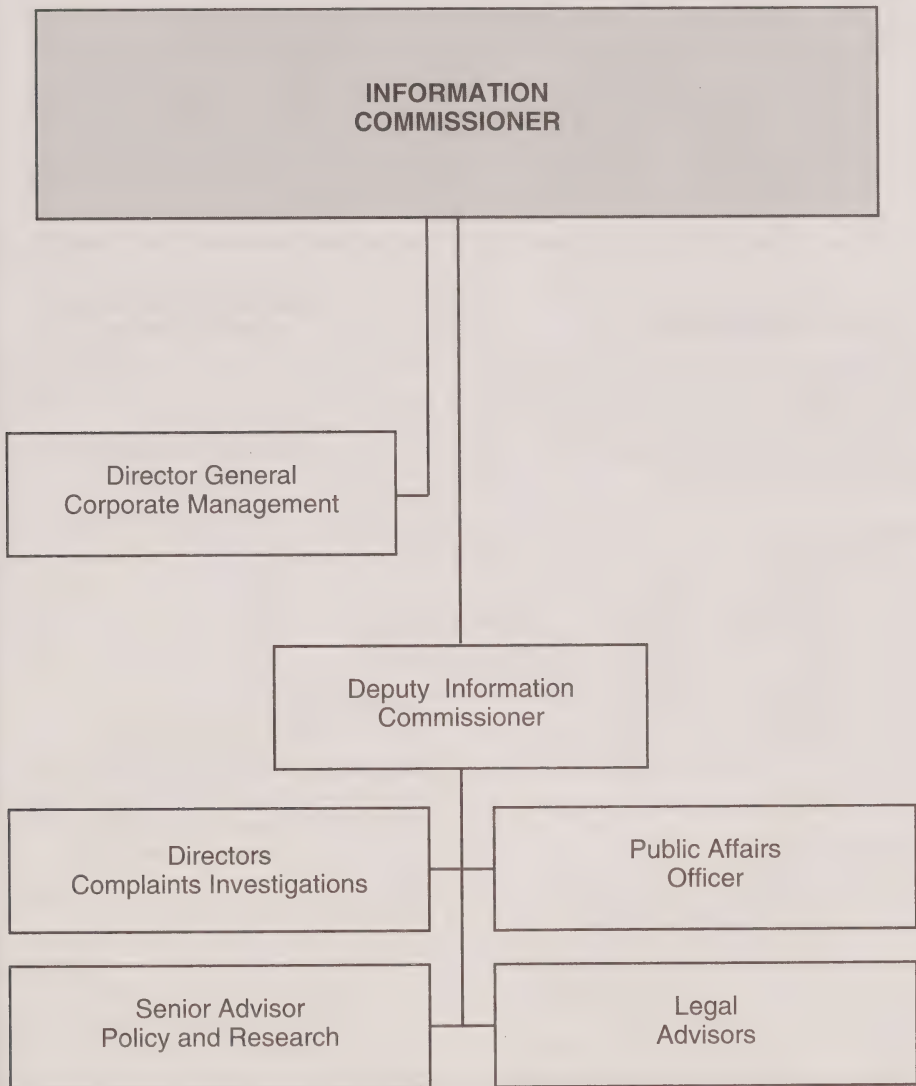 INFORMATION
COMMISSIONER
Director General
Corporate Management
Deputy Information
Commissioner
Directors
Complaints Investigations
Public Affairs
Officer
Senior Advisor
Policy and Research
Legal
Advisors